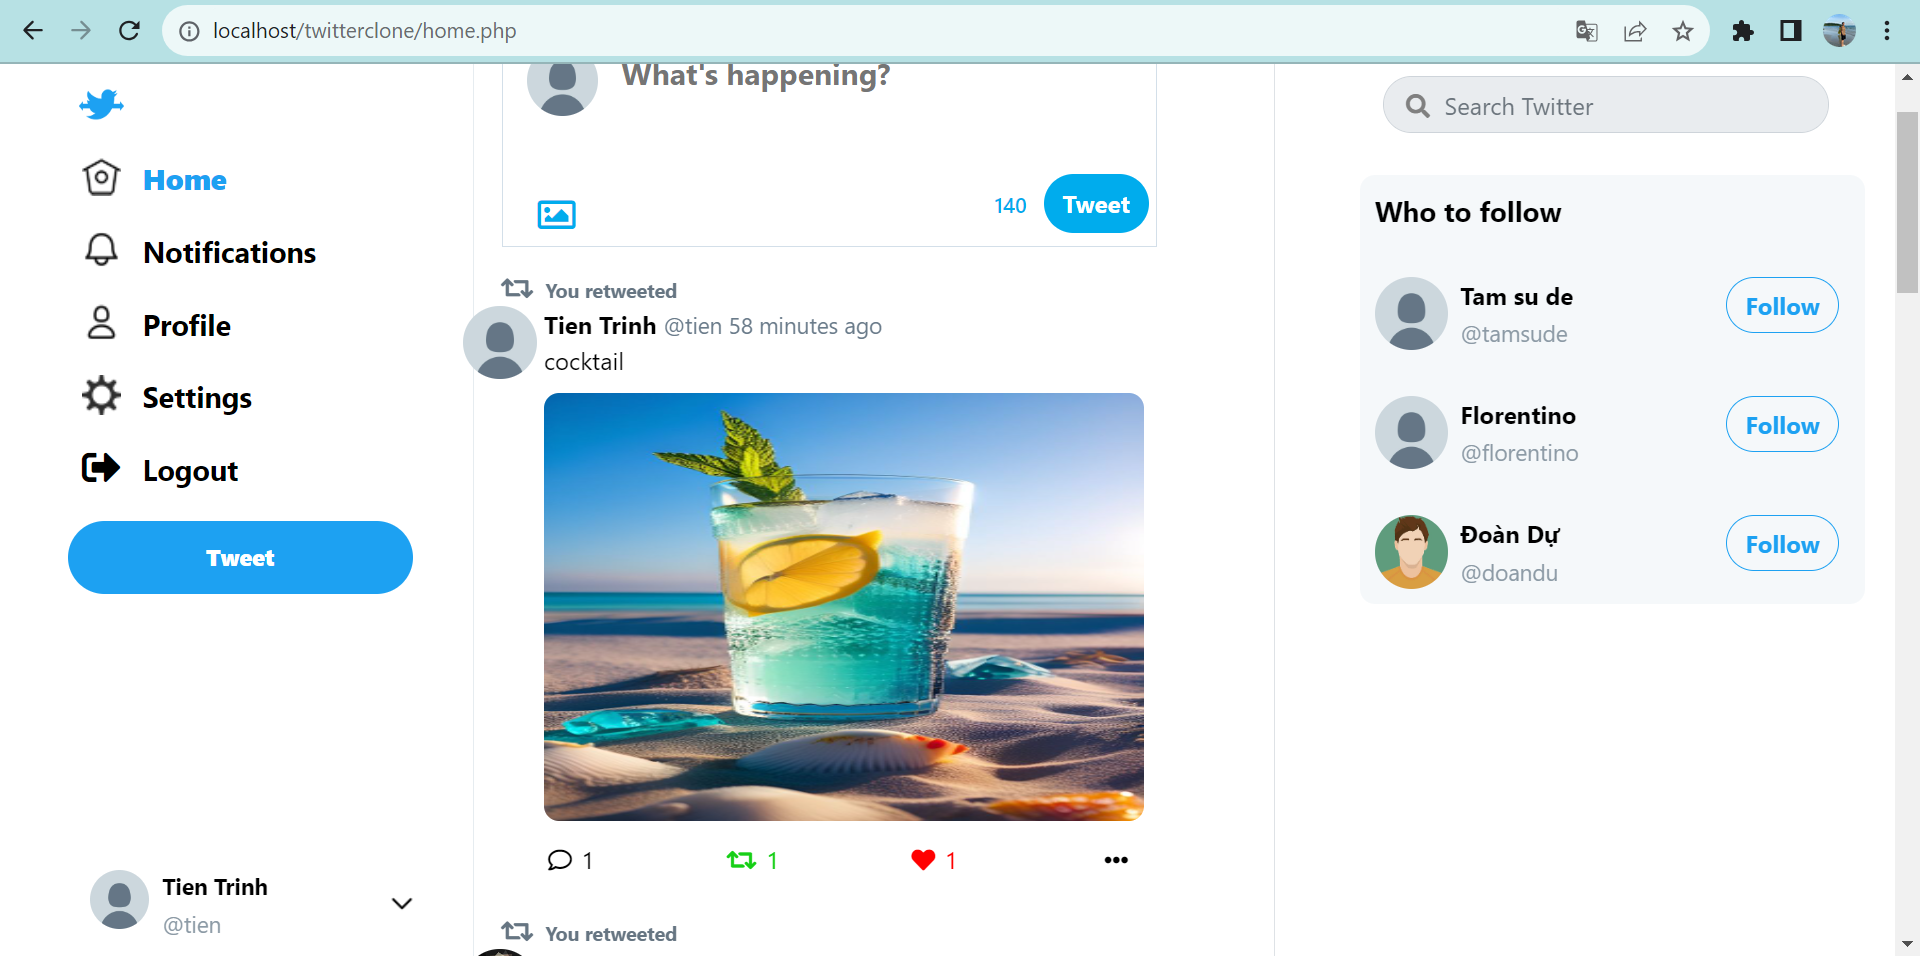 localhost/twitterclone/home.php
Home
Notifications
Profile
Settings
Logout
Tweet
Tien Trinh
@tien
What's happening?
140
Tweet
You retweeted
Tien Trinh @tien 58 minutes ago
cocktail
1
1
1
You retweeted
Search Twitter
Who to follow
Tam su de
@tamsude
Follow
Florentino
@florentino
Follow
Đoàn Dự
@doandu
Follow